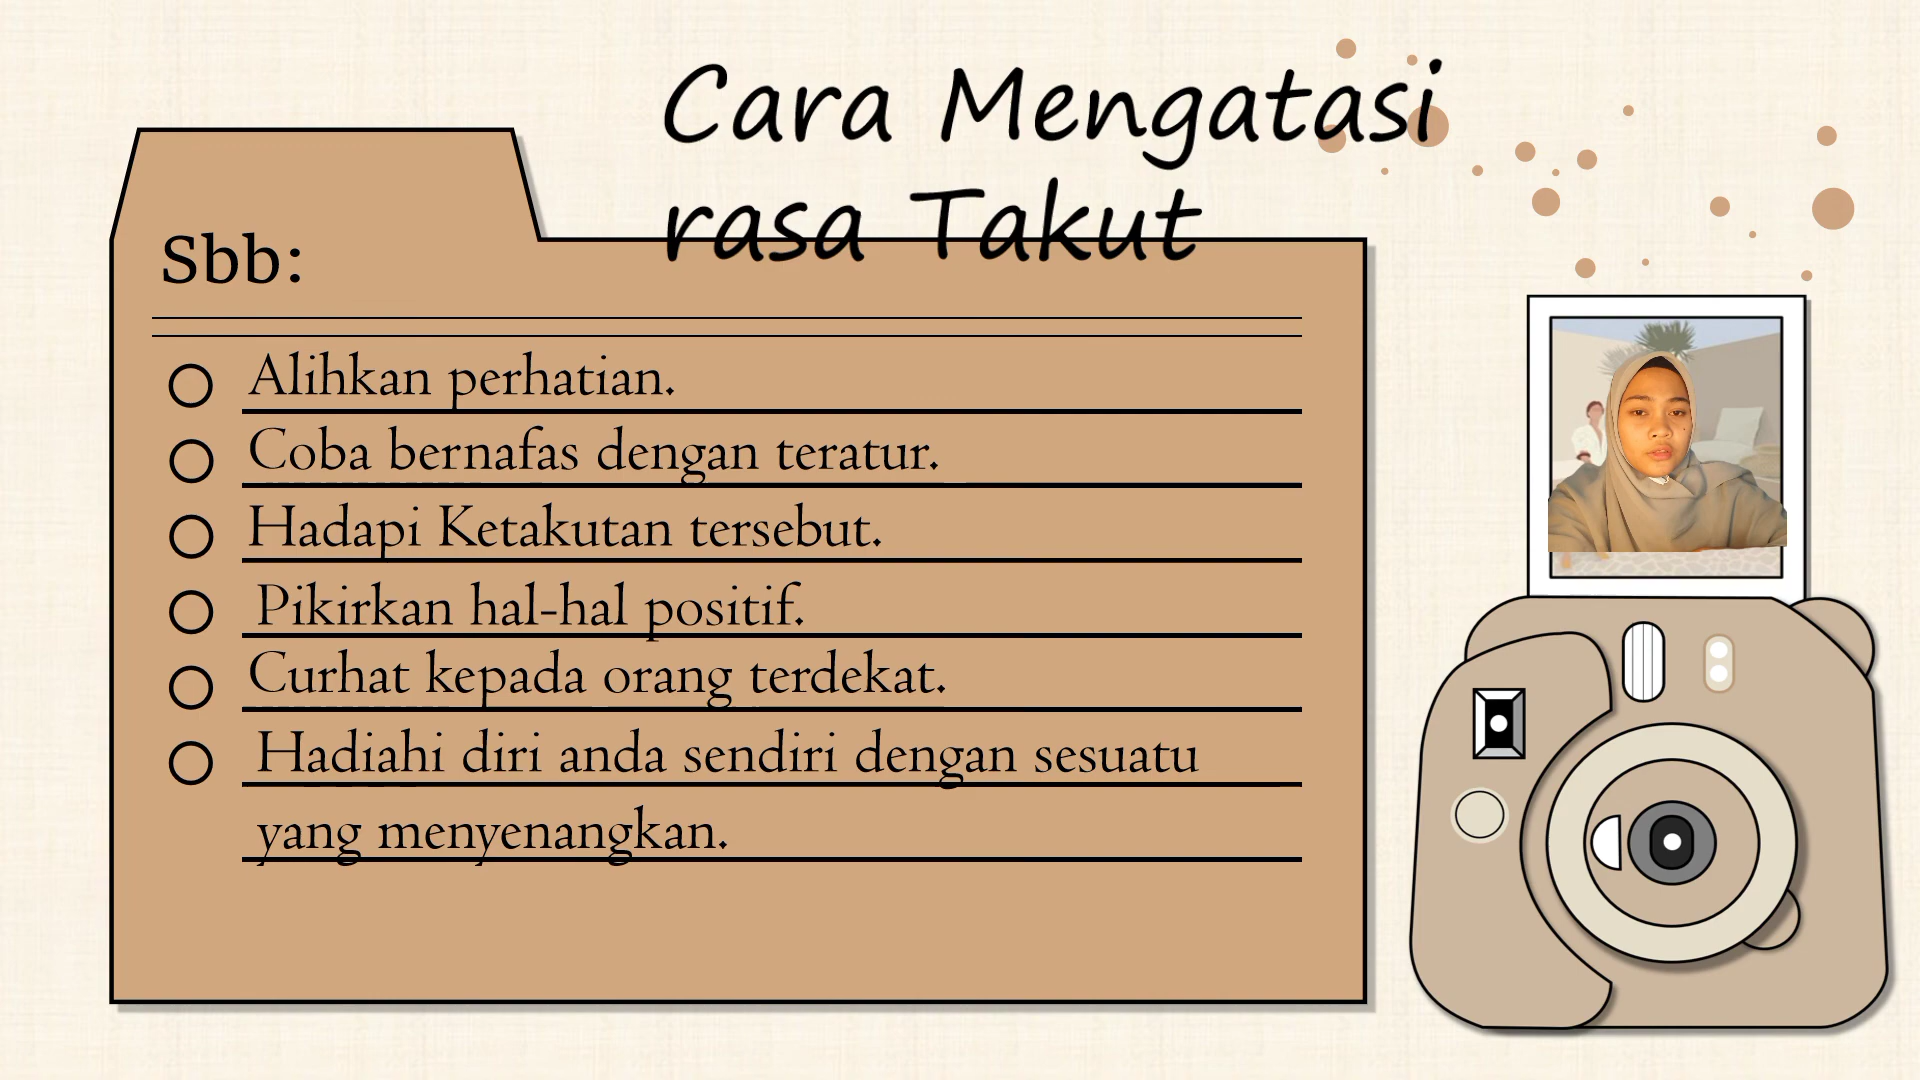 Cara Mengatasi
rasa Takut
Sbb:
Alihkan perhatian.
Coba bernafas dengan teratur.
Hadapi Ketakutan tersebut.
Pikirkan hal-hal positif.
Curhat kepada orang terdekat.
Hadiahi diri anda sendiri dengan sesuatu
yang menyenangkan.